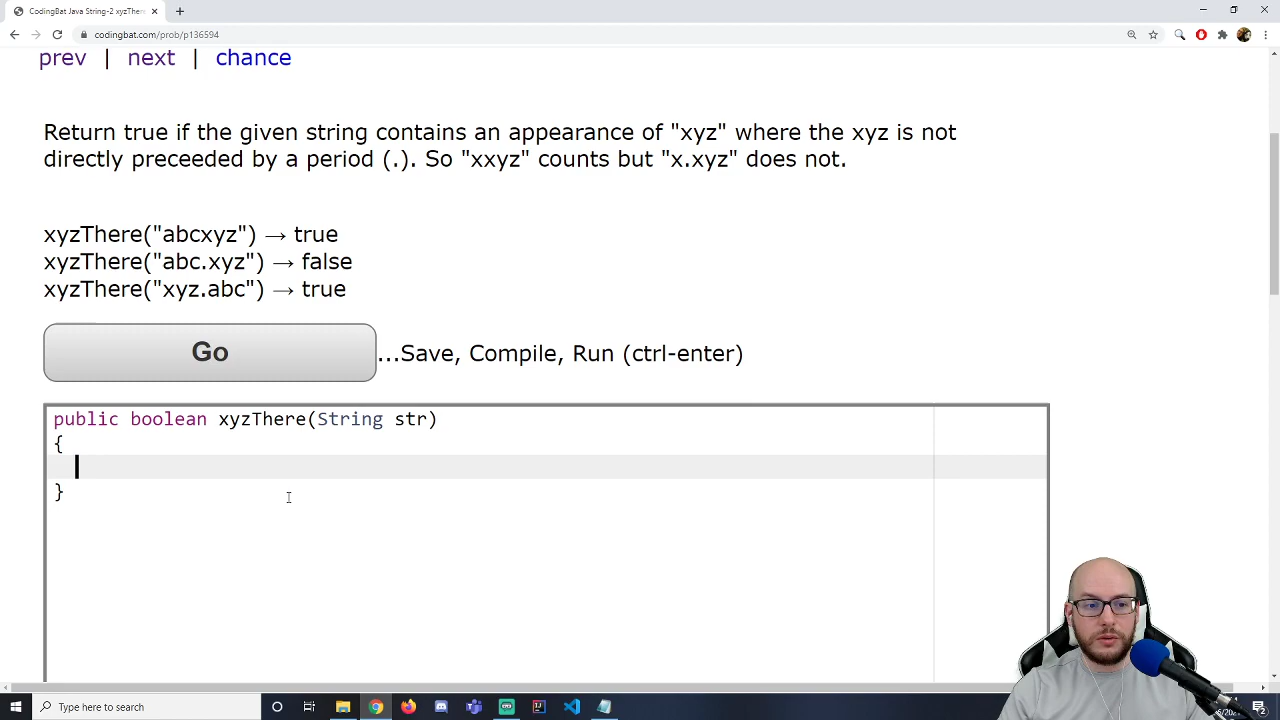 CodingBat Java String-2 xyzTher
codingbat.com/prob/p136594
prev | next | chance
Return true if the given string contains an appearance of "xyz" where the xyz is not
directly preceeded by a period (.). So "xxyz" counts but "x.xyz" does not.
xyzThere("abcxyz") → true
xyzThere("abc.xyz") → false
xyzThere("xyz.abc") → true
Go ...Save, Compile, Run (ctrl-enter)
public boolean xyzThere(String str)
{
}
Type here to search